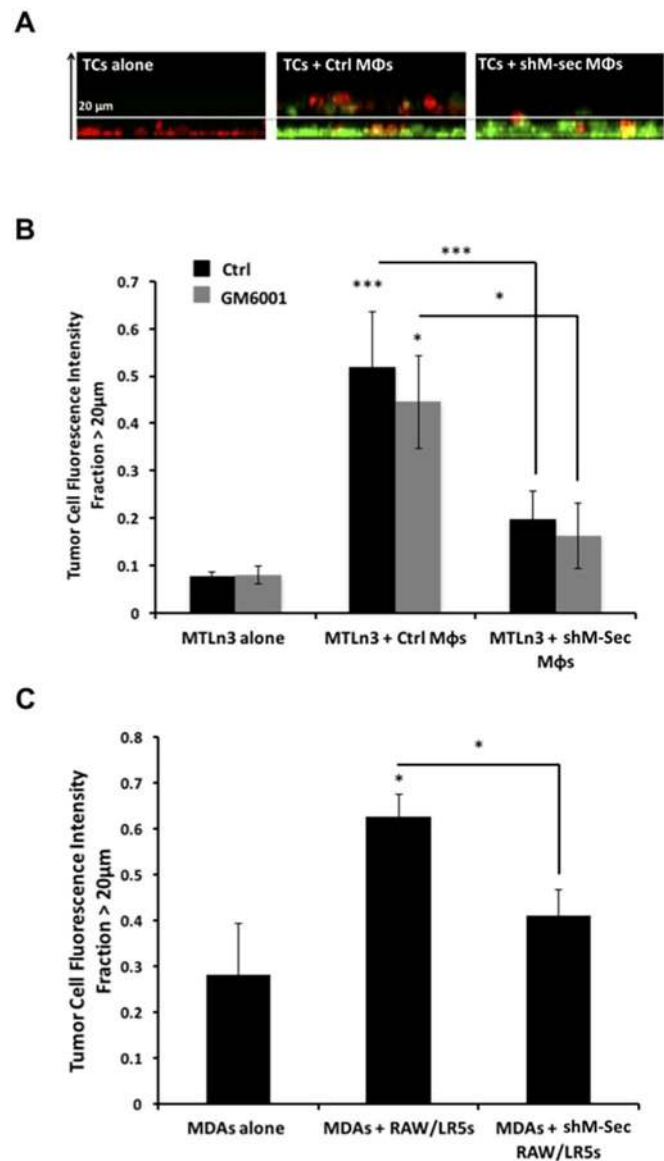 A
TCs alone
TCs + Ctrl MΦs
TCs + shM-sec MΦs
20 µm
B
***
Ctrl
GM6001
***
*
*
Tumor Cell Fluorescence Intensity
Fraction > 20µm
0.7
0.6
0.5
0.4
0.3
0.2
0.1
0
MTLn3 alone
MTLn3 + Ctrl Mϕs
MTLn3 + shM-Sec
Mϕs
C
*
*
Tumor Cell Fluorescence Intensity
Fraction > 20µm
0.8
0.7
0.6
0.5
0.4
0.3
0.2
0.1
0
MDAs alone
MDAs + RAW/LR5s
MDAs + shM-Sec
RAW/LR5s